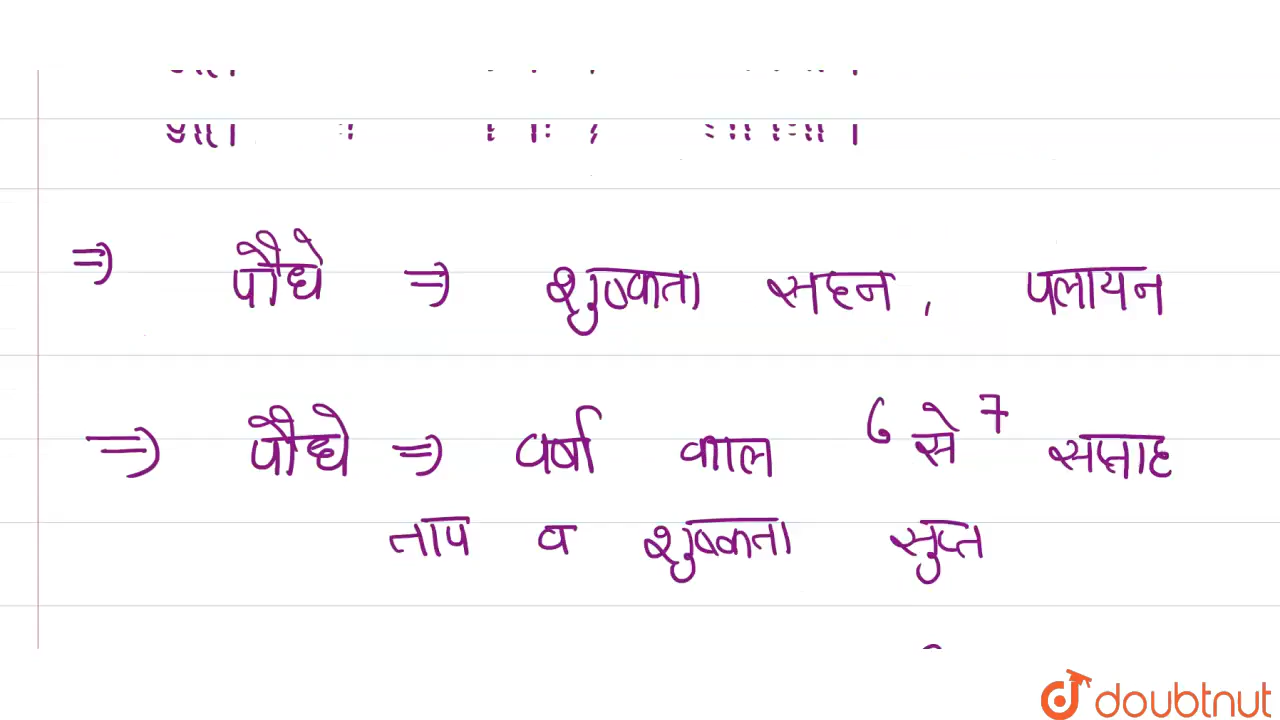 ⇒ पौधे ⇒ शुष्कता सहन, पलायन
⇒ पौधे ⇒ वर्षा काल 6 से 7 सप्ताह
ताप व शुष्कता सुप्त
doubtnut